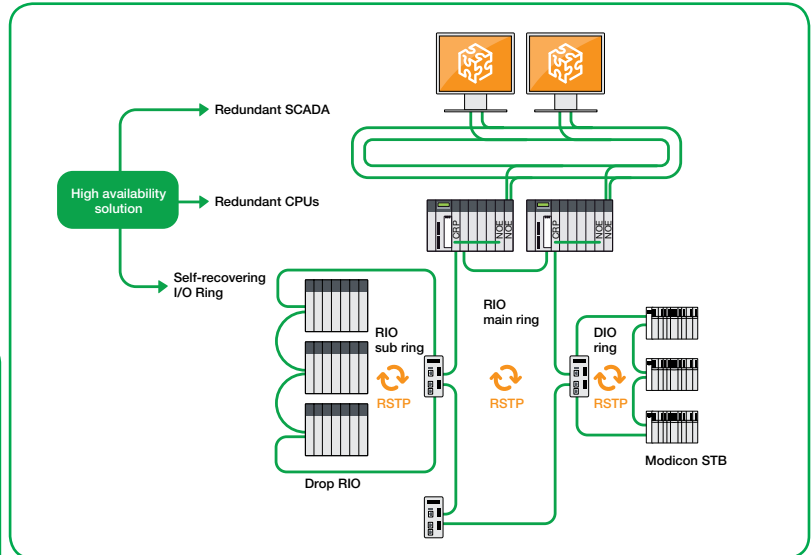 Redundant SCADA
High availability
solution
Redundant CPUs
CRP
NOE
NOE
CRP
NOE
NOE
Self-recovering
I/O Ring
RIO
sub ring
RSTP
RIO
main ring
RSTP
DIO
ring
RSTP
Drop RIO
Modicon STB